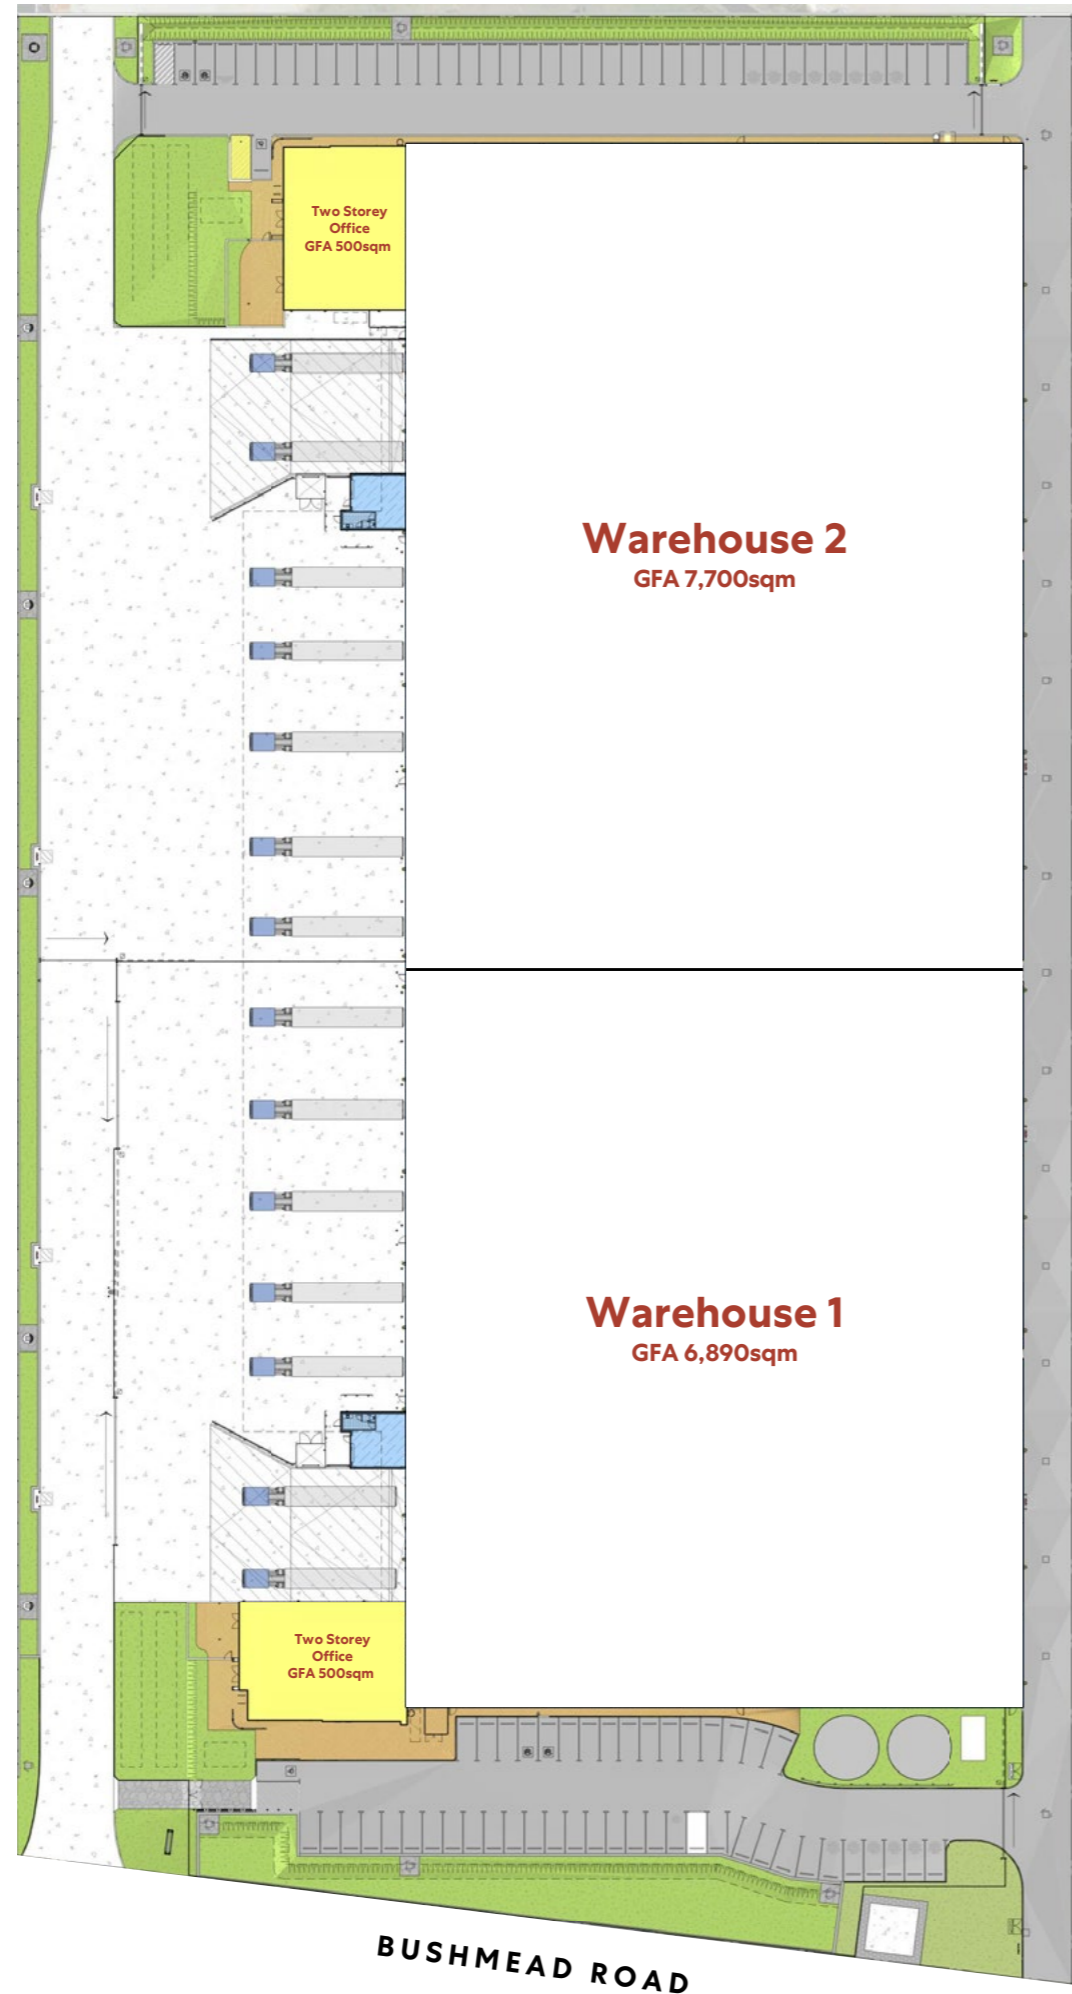 Two Storey
Office
GFA 500sqm
Warehouse 2
GFA 7,700sqm
Warehouse 1
GFA 6,890sqm
Two Storey
Office
GFA 500sqm
BUSHMEAD ROAD